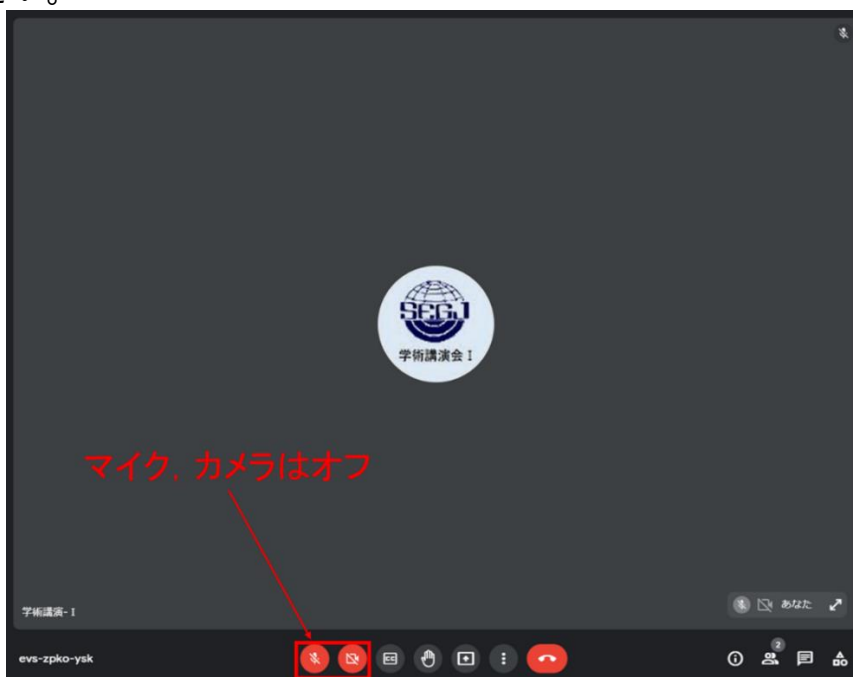 SEGJ
学術講演会 I
マイク，カメラはオフ
学術講演- I
あなた
evs-zpko-ysk
CC
2